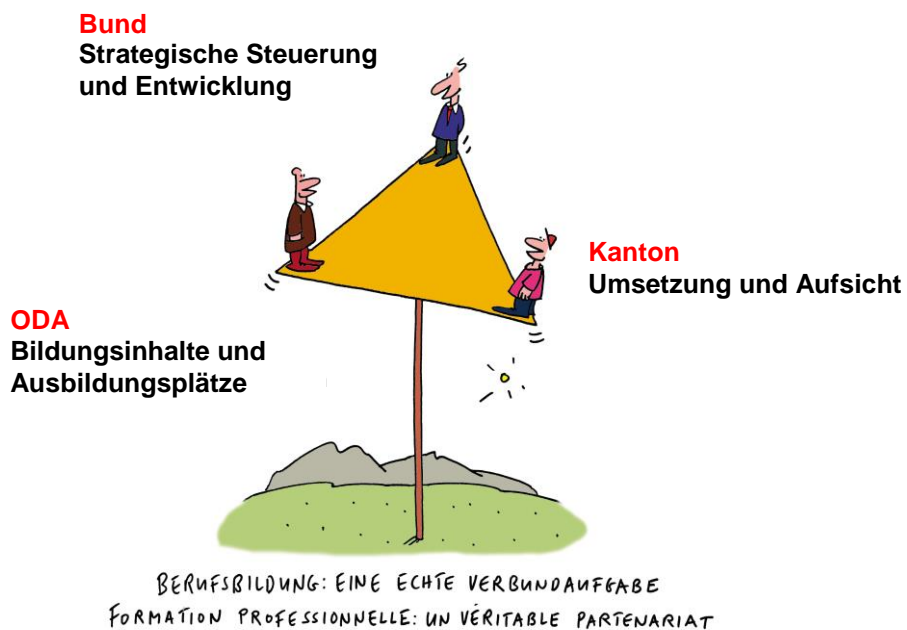 Bund
Strategische Steuerung
und Entwicklung
Kanton
Umsetzung und Aufsicht
ODA
Bildungsinhalte und
Ausbildungsplätze
BERUFSBILDUNG: EINE ECHTE VERBUNDAUFGABE
FORMATION PROFESSIONNELLE: UN VÉRITABLE PARTENARIAT